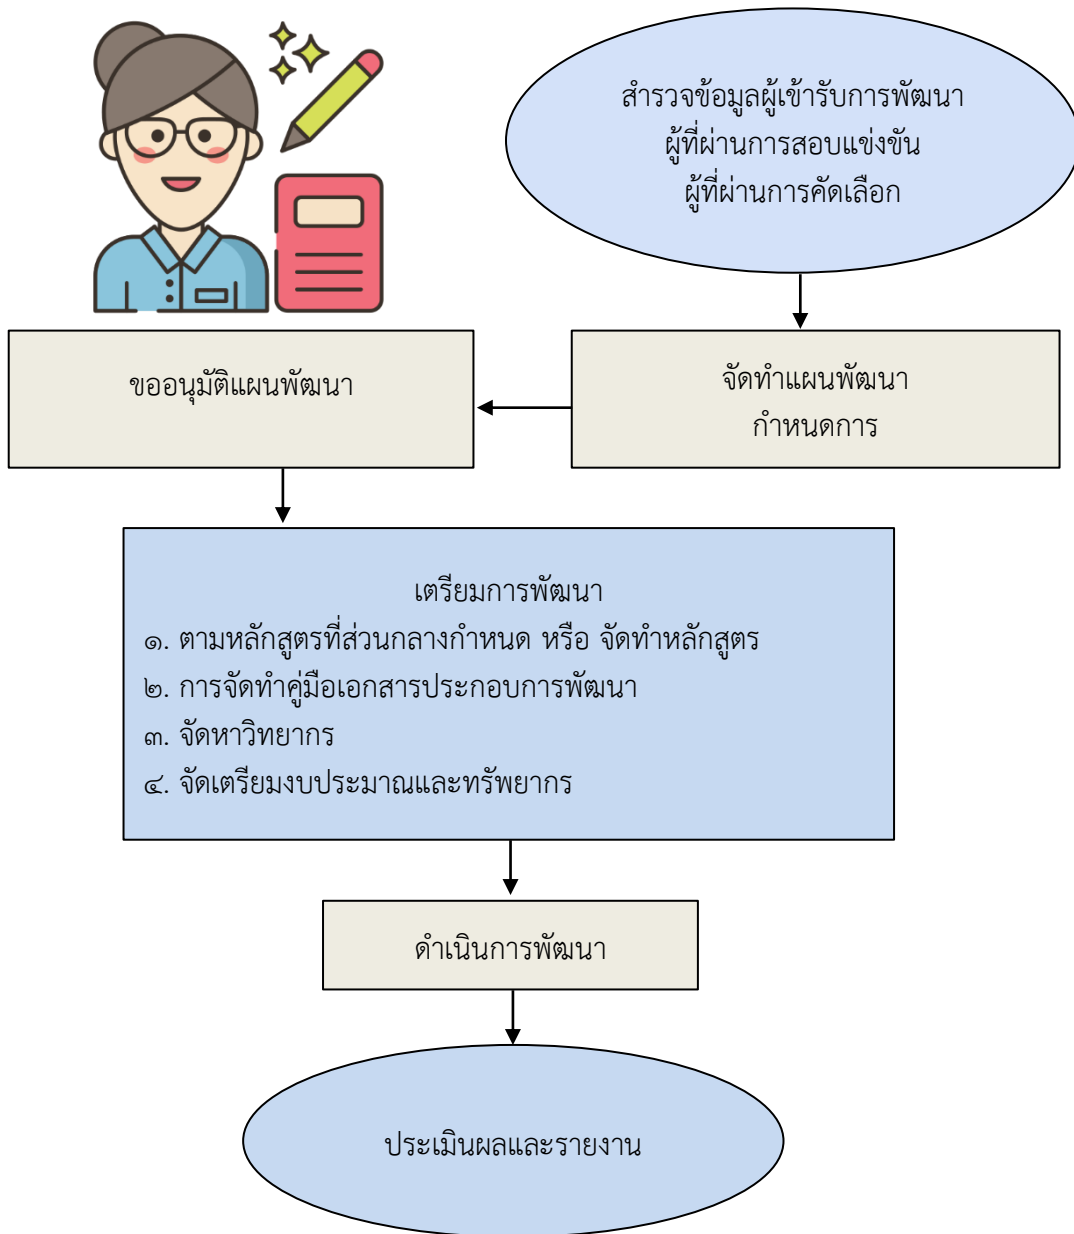 สำรวจข้อมูลผู้เข้ารับการพัฒนา
ผู้ที่ผ่านการสอบแข่งขัน
ผู้ที่ผ่านการคัดเลือก
จัดทำแผนพัฒนา
กำหนดการ
ขออนุมัติแผนพัฒนา
เตรียมการพัฒนา
๑. ตามหลักสูตรที่ส่วนกลางกำหนด หรือ จัดทำหลักสูตร
๒. การจัดทำคู่มือเอกสารประกอบการพัฒนา
๓. จัดหาวิทยากร
๔. จัดเตรียมงบประมาณและทรัพยากร
ดำเนินการพัฒนา
ประเมินผลและรายงาน